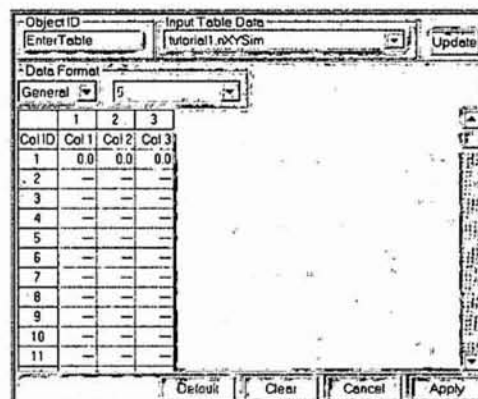 Object ID
Input Table Data
EnterTable
tutorial1.nXYSim
Update
Data Format
General
1 2 3
Col ID Col 1 Col 2 Col 3
1 0.0 0.0 0.0
2 — — —
3 — — —
4 — — —
5 — — —
6 — — —
7 — — —
8 — — —
9 — — —
10 — — —
11 — — —
Default Clear Cancel Apply